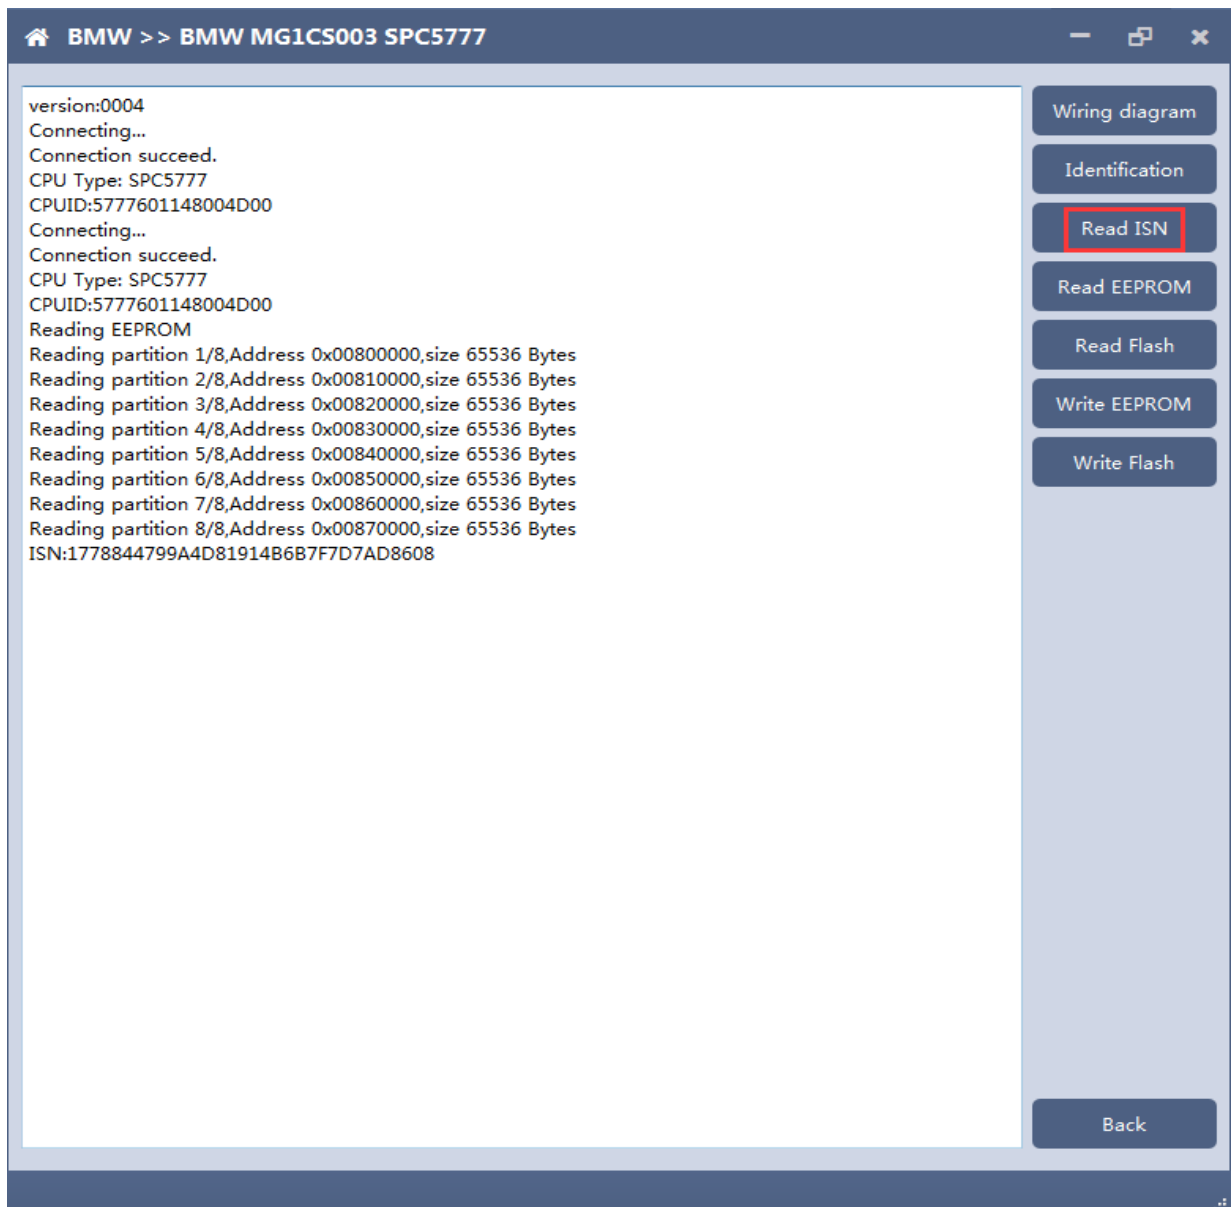 BMW >> BMW MG1CS003 SPC5777
version:0004
Connecting...
Connection succeed.
CPU Type: SPC5777
CPUID:5777601148004D00
Connecting...
Connection succeed.
CPU Type: SPC5777
CPUID:5777601148004D00
Reading EEPROM
Reading partition 1/8,Address 0x00800000,size 65536 Bytes
Reading partition 2/8,Address 0x00810000,size 65536 Bytes
Reading partition 3/8,Address 0x00820000,size 65536 Bytes
Reading partition 4/8,Address 0x00830000,size 65536 Bytes
Reading partition 5/8,Address 0x00840000,size 65536 Bytes
Reading partition 6/8,Address 0x00850000,size 65536 Bytes
Reading partition 7/8,Address 0x00860000,size 65536 Bytes
Reading partition 8/8,Address 0x00870000,size 65536 Bytes
ISN:1778844799A4D81914B6B7F7D7AD8608
Wiring diagram
Identification
Read ISN
Read EEPROM
Read Flash
Write EEPROM
Write Flash
Back